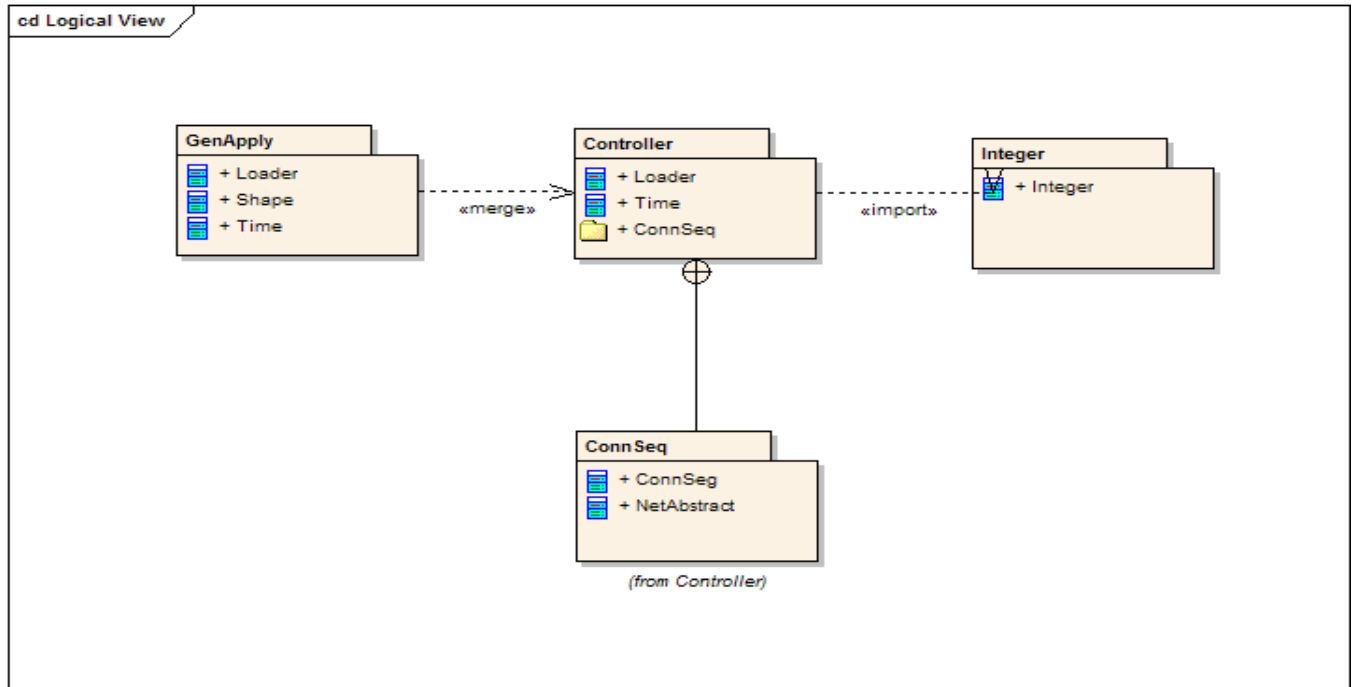 cd Logical View
GenApply
+ Loader
+ Shape
+ Time
«merge»
Controller
+ Loader
+ Time
+ ConnSeq
«import»
Integer
+ Integer
ConnSeq
+ ConnSeg
+ NetAbstract
(from Controller)